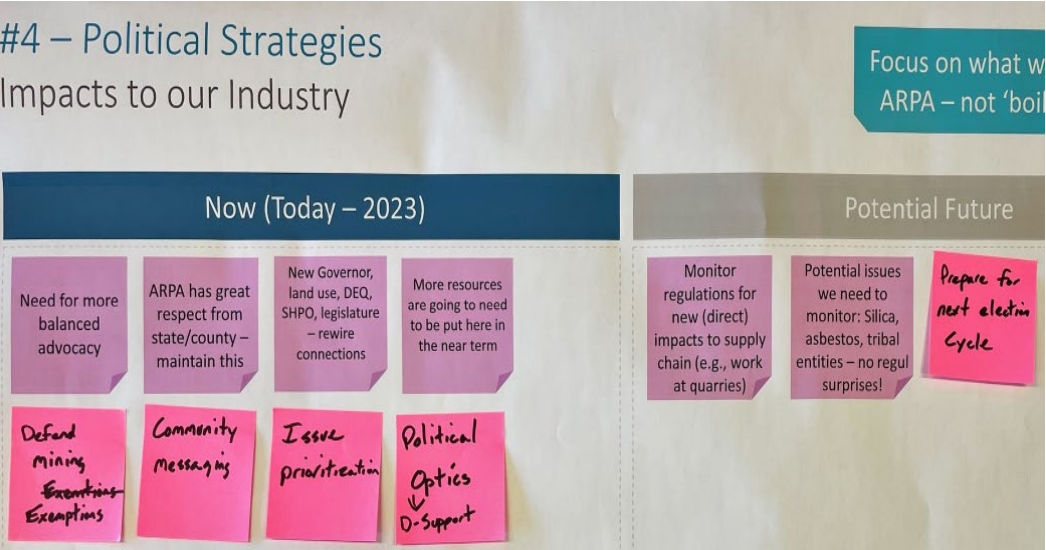 #4 – Political Strategies
Impacts to our Industry
Focus on what w
ARPA – not ‘boil
Now (Today – 2023)
Need for more
balanced
advocacy
ARPA has great
respect from
state/county –
maintain this
New Governor,
land use, DEQ,
SHPO, legislature
– rewire
connections
More resources
are going to need
to be put here in
the near term
Defend
mining
Exemptions
Community
messaging
Issue
prioritization
Political
Optics
↓
D-Support
Potential Future
Monitor
regulations for
new (direct)
impacts to supply
chain (e.g., work
at quarries)
Potential issues
we need to
monitor: Silica,
asbestos, tribal
entities – no regul
surprises!
Prepare for
next election
Cycle